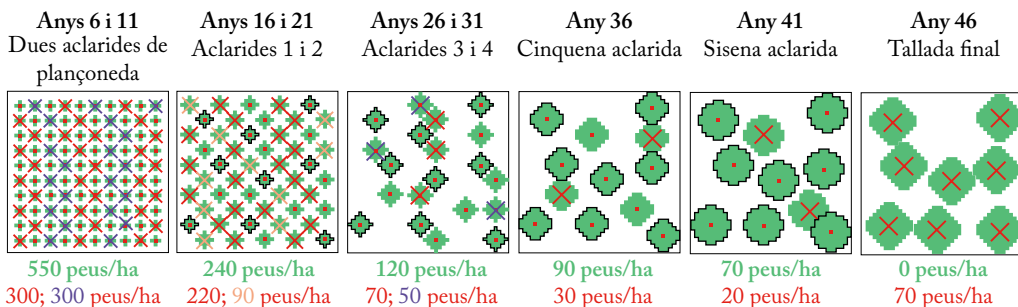 Anys 6 i 11
Dues aclarides de
plançoneda
Anys 16 i 21
Aclarides 1 i 2
Anys 26 i 31
Aclarides 3 i 4
Any 36
Cinquena aclarida
Any 41
Sisena aclarida
Any 46
Tallada final
550 peus/ha
300; 300 peus/ha
240 peus/ha
220; 90 peus/ha
120 peus/ha
70; 50 peus/ha
90 peus/ha
30 peus/ha
70 peus/ha
20 peus/ha
0 peus/ha
70 peus/ha